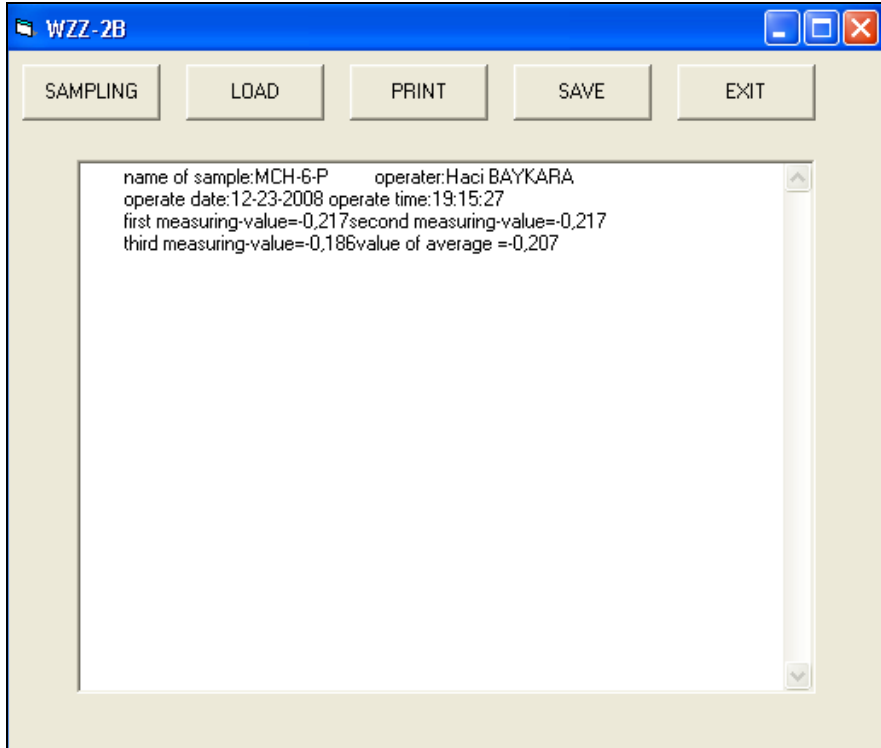 WZZ-2B
SAMPLING LOAD PRINT SAVE EXIT
name of sample:MCH-6-P operater:Haci BAYKARA
operate date:12-23-2008 operate time:19:15:27
first measuring-value=-0,217second measuring-value=-0,217
third measuring-value=-0,186value of average =-0,207